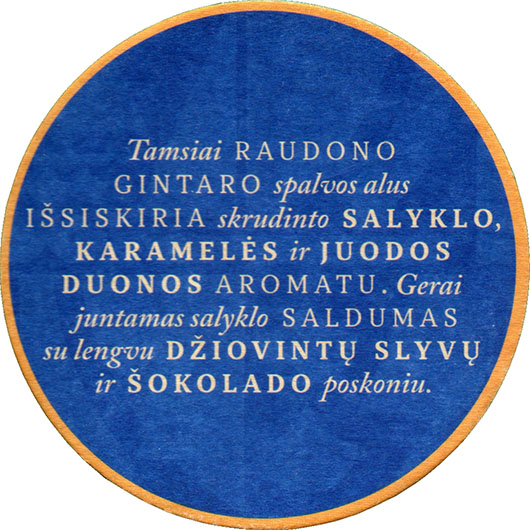 Tamsiai RAUDONO
GINTARO spalvos alus
IŠSISKIRIA skrudinto SALYKLO,
KARAMELĖS ir JUODOS
DUONOS AROMATU. Gerai
juntamas salyklo SALDUMAS
su lengvu DŽIOVINTŲ SLYVŲ
ir ŠOKOLADO poskoniu.